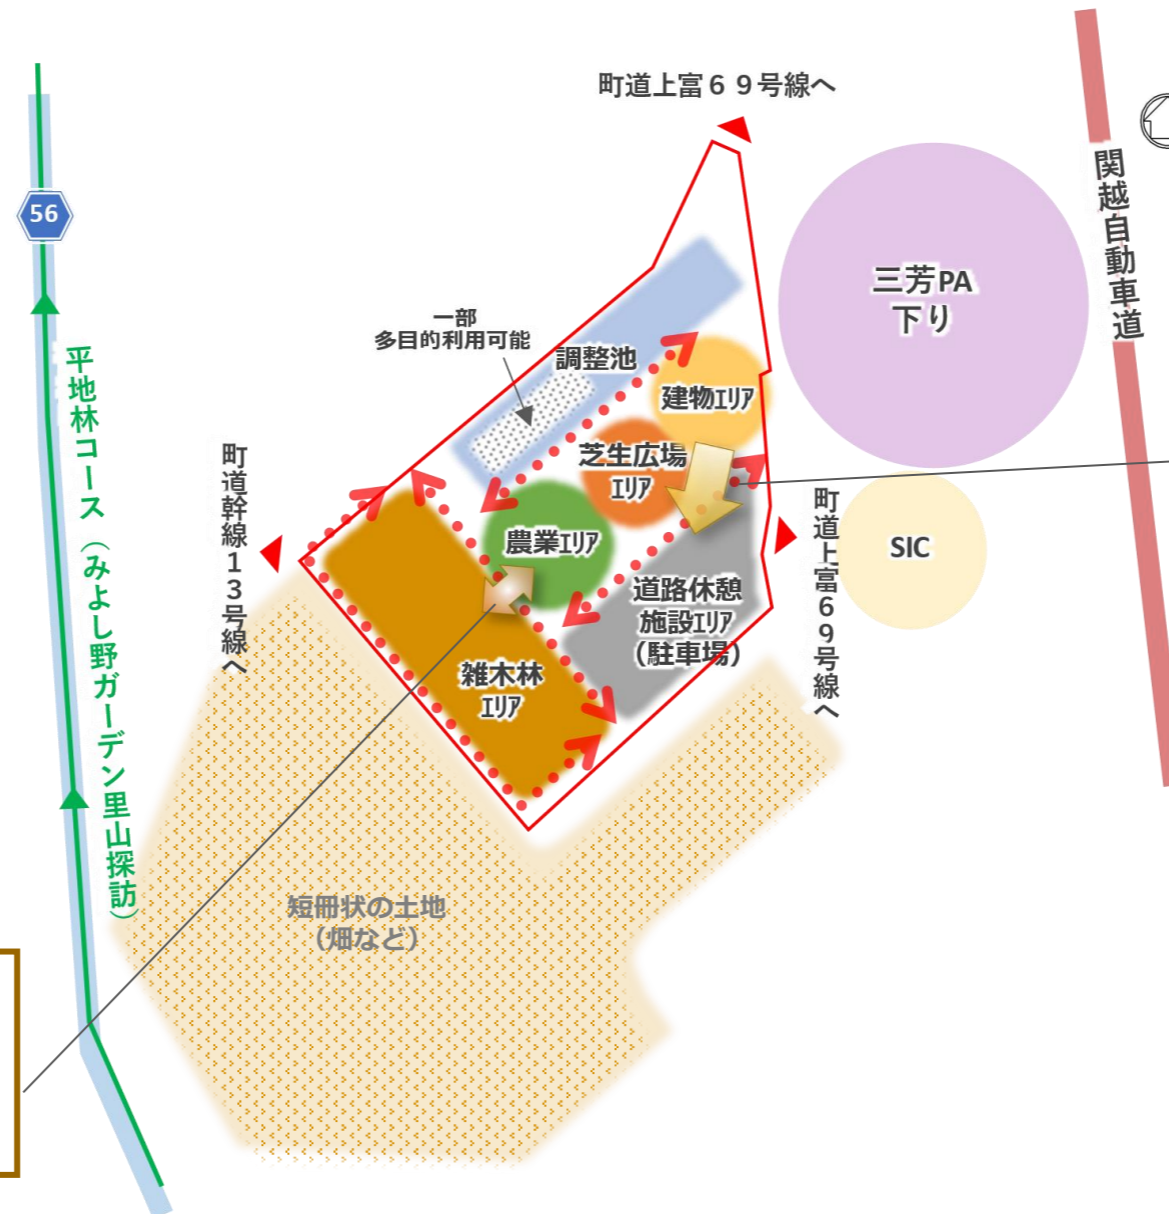 町道上富６９号線へ
56
関越自動車道
三芳PA
下り
一部
多目的利用可能
調整池
建物エリア
平地林コース（みよし野ガーデン里山探訪）
町道幹線１３号線へ
芝生広場
エリア
農業エリア
町道上富６９号線へ
SIC
道路休憩
施設エリア
（駐車場）
雑木林
エリア
短冊状の土地
（畑など）